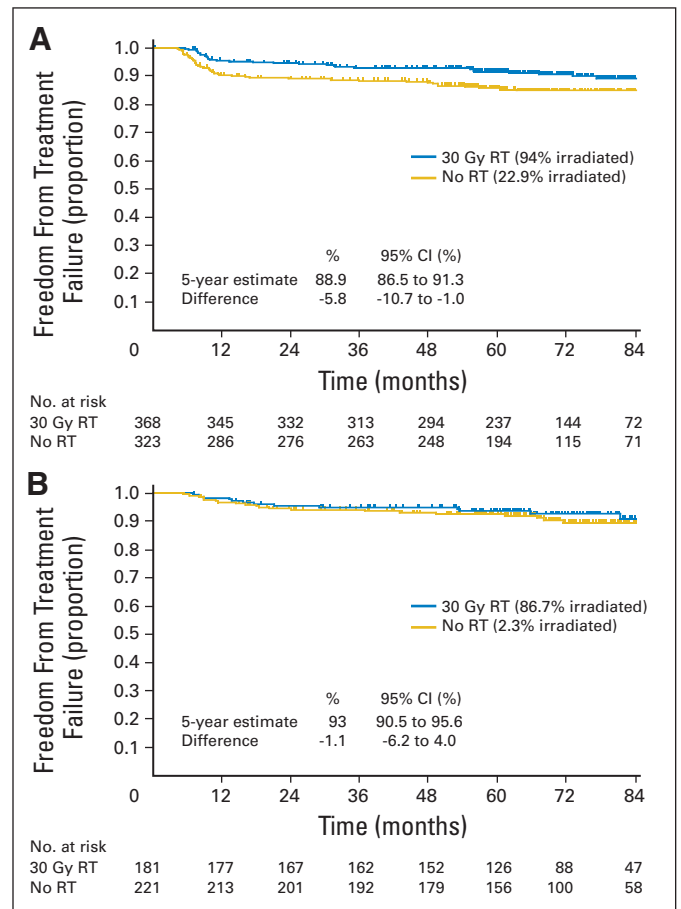 A
Freedom From Treatment
Failure (proportion)
1.0
0.9
0.8
0.7
0.6
0.5
0.4
0.3
0.2
0.1
30 Gy RT (94% irradiated)
No RT (22.9% irradiated)
% 95% CI (%)
5-year estimate 88.9 86.5 to 91.3
Difference -5.8 -10.7 to -1.0
0 12 24 36 48 60 72 84
Time (months)
No. at risk
30 Gy RT 368 345 332 313 294 237 144 72
No RT 323 286 276 263 248 194 115 71
B
Freedom From Treatment
Failure (proportion)
1.0
0.9
0.8
0.7
0.6
0.5
0.4
0.3
0.2
0.1
30 Gy RT (86.7% irradiated)
No RT (2.3% irradiated)
% 95% CI (%)
5-year estimate 93 90.5 to 95.6
Difference -1.1 -6.2 to 4.0
0 12 24 36 48 60 72 84
Time (months)
No. at risk
30 Gy RT 181 177 167 162 152 126 88 47
No RT 221 213 201 192 179 156 100 58